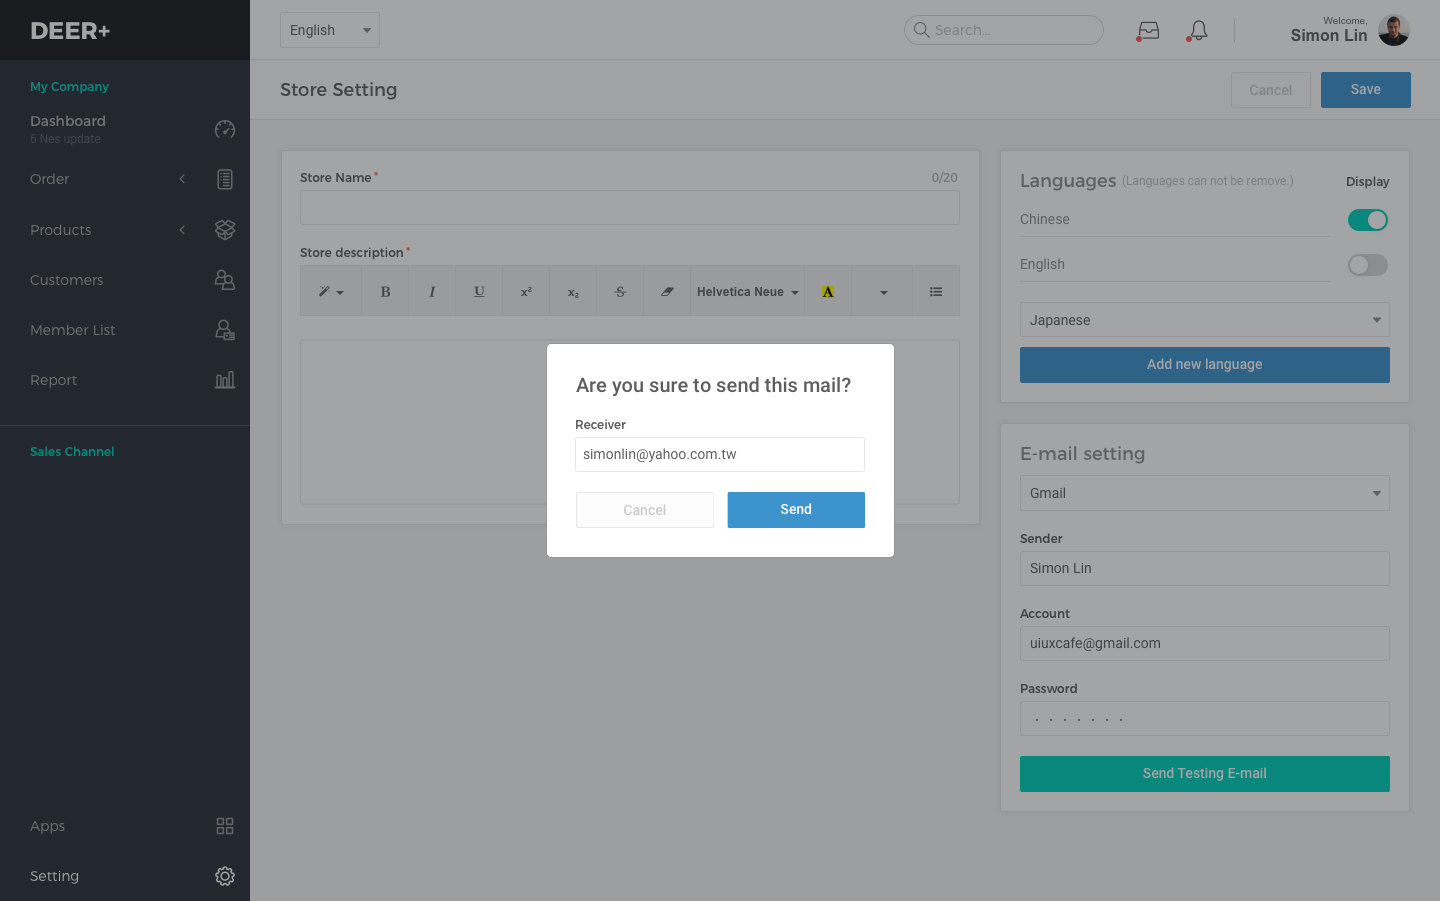 DEER+
English
Search...
Welcome,
Simon Lin
My Company
Dashboard
6 Nes update
Order
Products
Customers
Member List
Report
Sales Channel
Apps
Setting
Store Setting
Cancel
Save
Store Name*
0/20
Store description*
B
I
U
x²
x₂
S
Helvetica Neue
A
Languages (Languages can not be remove.)
Display
Chinese
English
Japanese
Add new language
E-mail setting
Gmail
Sender
Simon Lin
Account
uiuxcafe@gmail.com
Password
· · · · · · ·
Send Testing E-mail
Are you sure to send this mail?
Receiver
simonlin@yahoo.com.tw
Cancel
Send